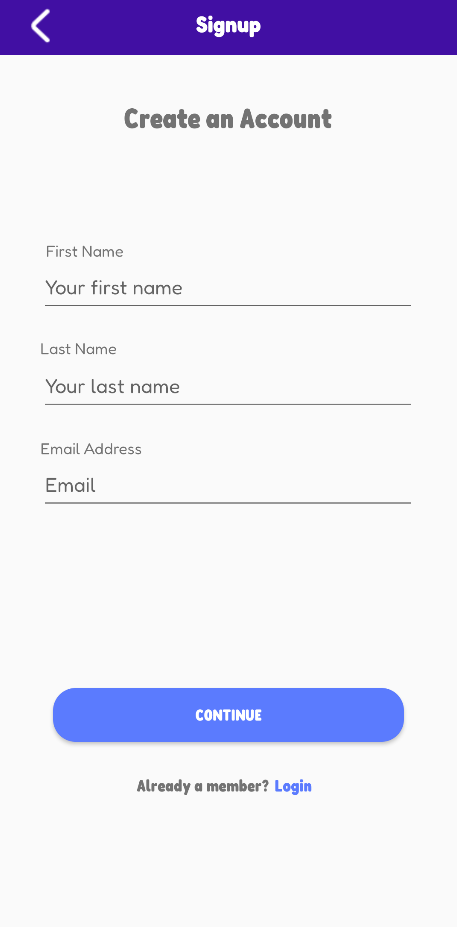 Signup
Create an Account
First Name
Your first name
Last Name
Your last name
Email Address
Email
CONTINUE
Already a member? Login